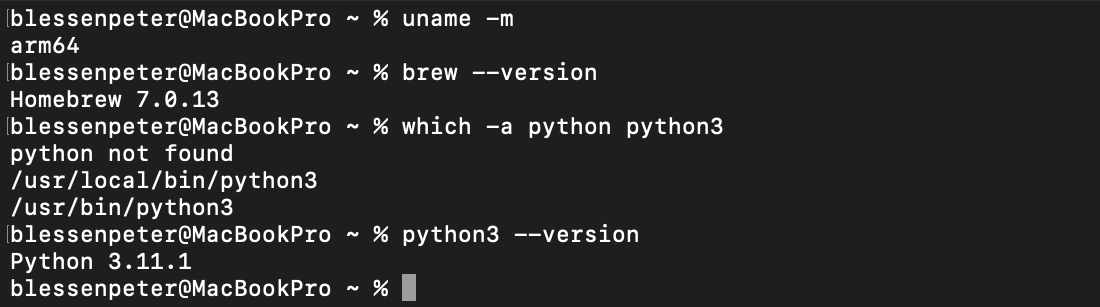 blessenpeter@MacBookPro ~ % uname -m
arm64
blessenpeter@MacBookPro ~ % brew --version
Homebrew 7.0.13
blessenpeter@MacBookPro ~ % which -a python python3
python not found
/usr/local/bin/python3
/usr/bin/python3
blessenpeter@MacBookPro ~ % python3 --version
Python 3.11.1
blessenpeter@MacBookPro ~ %